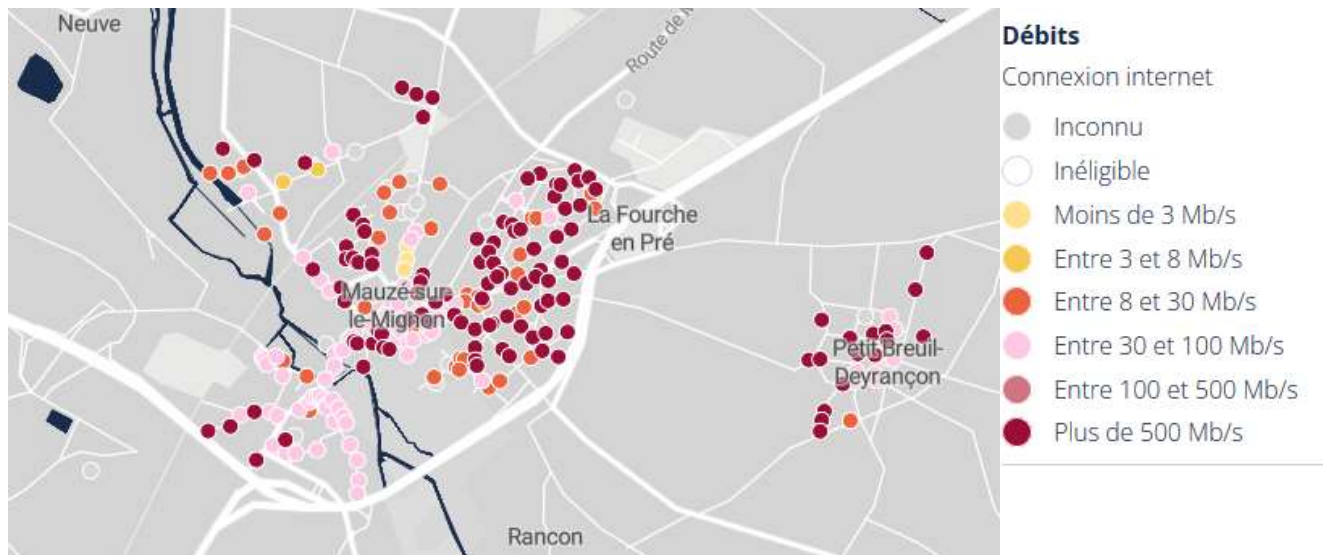 Neuve
Route de
La Fourche
en Pré
Mauzé-sur-
le-Mignon
Petit Breuil-
Deyrançon
Rancon
Débits
Connexion internet
Inconnu
Inéligible
Moins de 3 Mb/s
Entre 3 et 8 Mb/s
Entre 8 et 30 Mb/s
Entre 30 et 100 Mb/s
Entre 100 et 500 Mb/s
Plus de 500 Mb/s